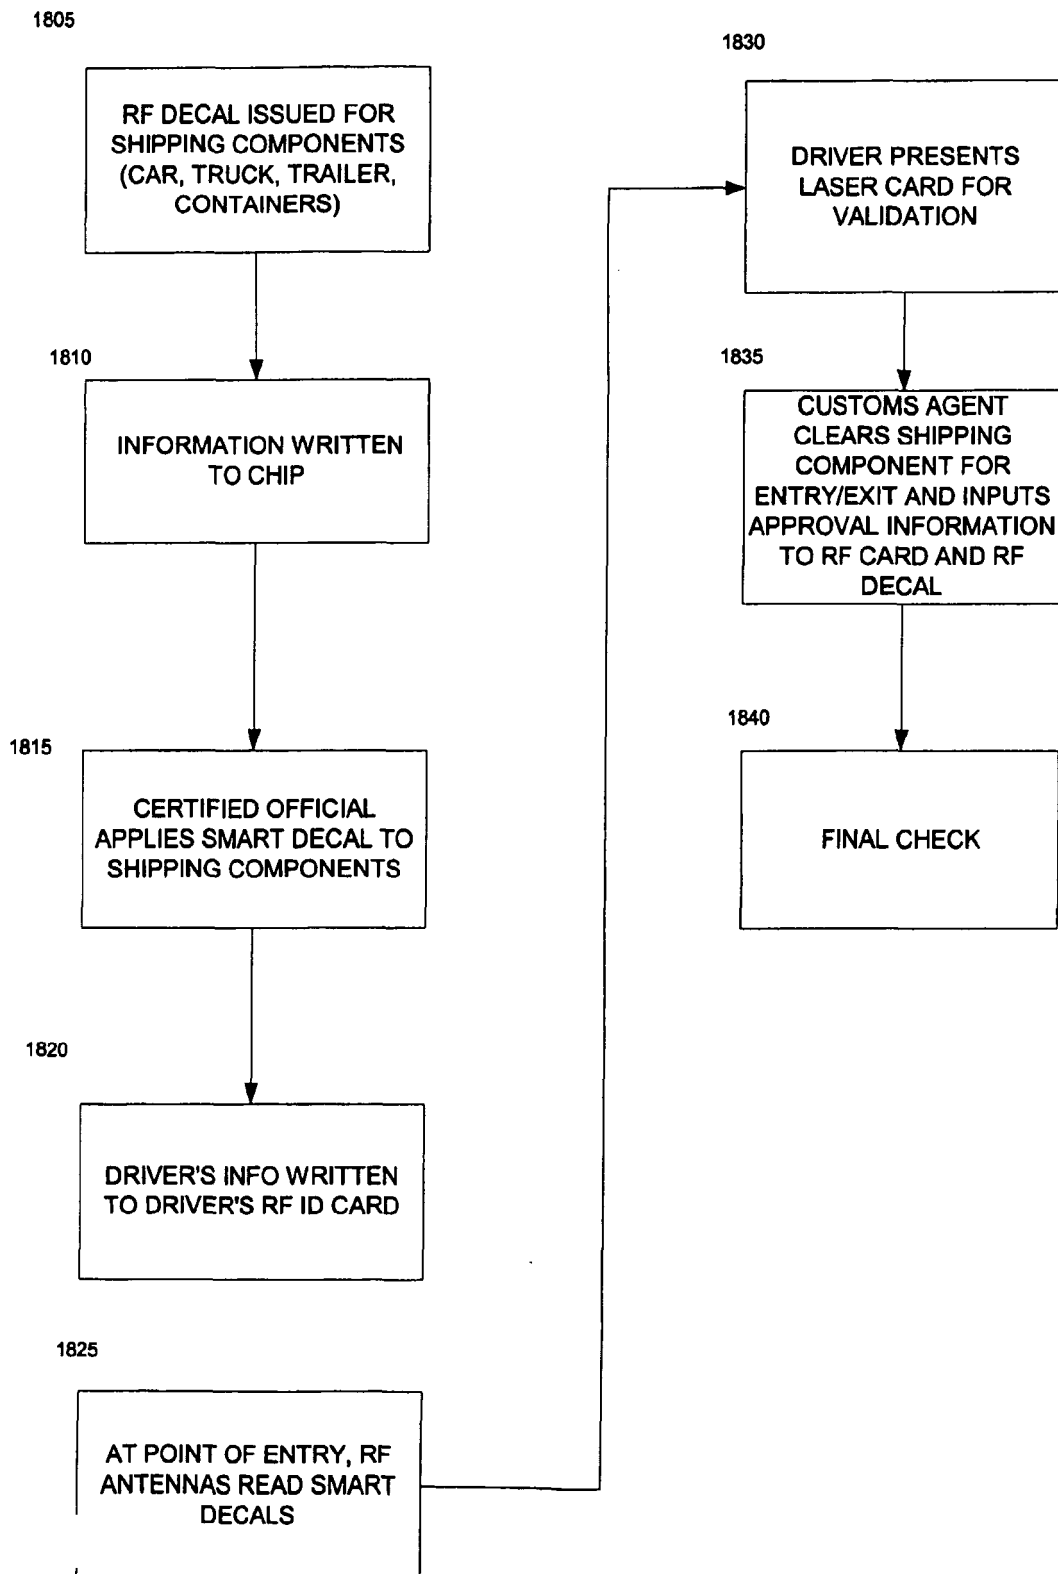 1805
RF DECAL ISSUED FOR
SHIPPING COMPONENTS
(CAR, TRUCK, TRAILER,
CONTAINERS)
1810
INFORMATION WRITTEN
TO CHIP
1815
CERTIFIED OFFICIAL
APPLIES SMART DECAL TO
SHIPPING COMPONENTS
1820
DRIVER'S INFO WRITTEN
TO DRIVER'S RF ID CARD
1825
AT POINT OF ENTRY, RF
ANTENNAS READ SMART
DECALS
1830
DRIVER PRESENTS
LASER CARD FOR
VALIDATION
1835
CUSTOMS AGENT
CLEARS SHIPPING
COMPONENT FOR
ENTRY/EXIT AND INPUTS
APPROVAL INFORMATION
TO RF CARD AND RF
DECAL
1840
FINAL CHECK